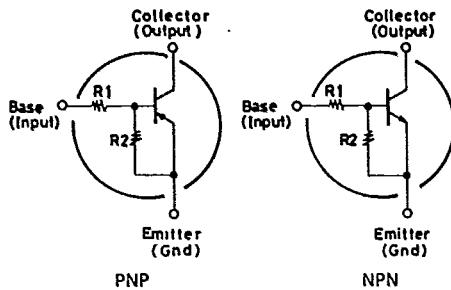 Collector
(Output)
R1
Base
(Input)
R2
Emitter
(Gnd)
PNP
Collector
(Output)
R1
Base
(Input)
R2
Emitter
(Gnd)
NPN